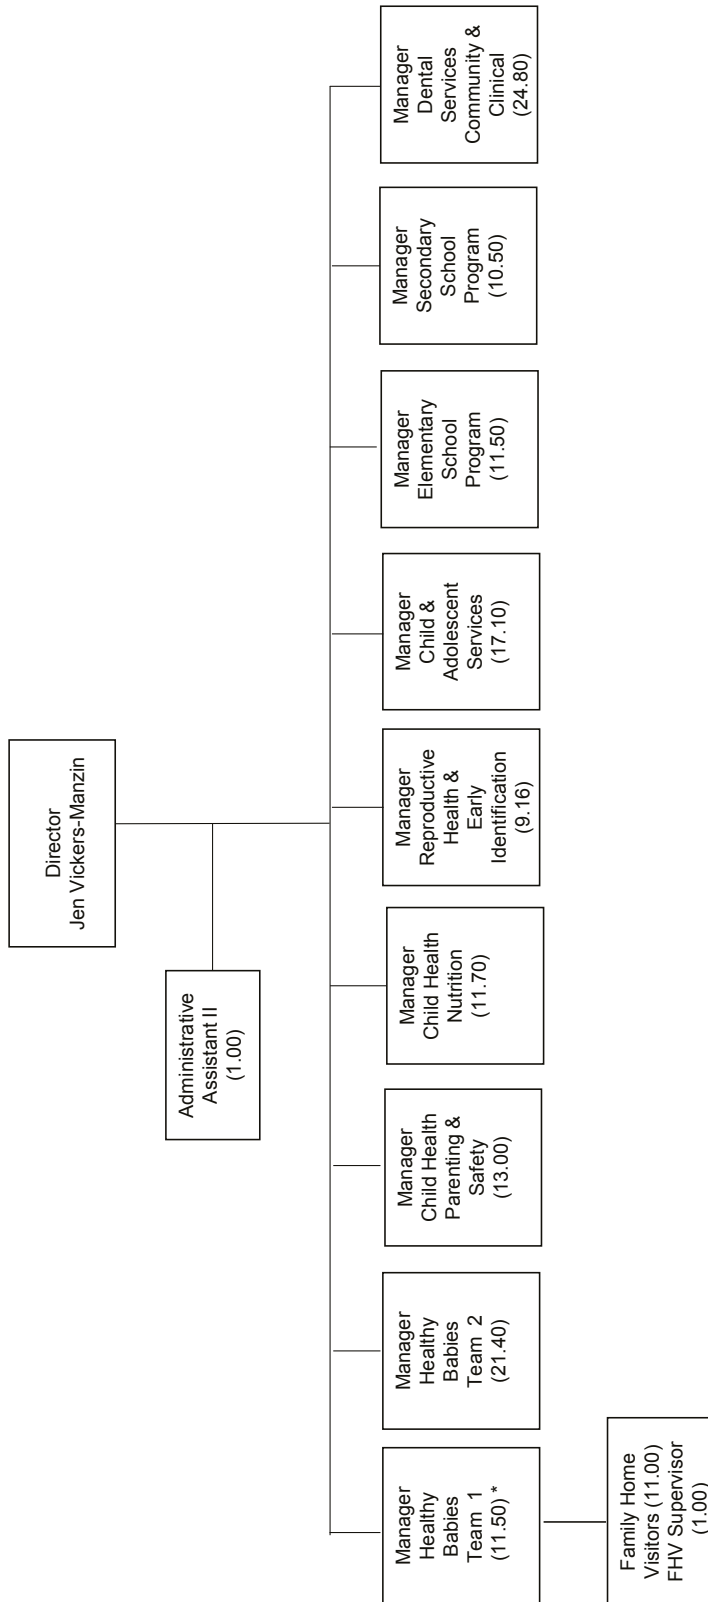 Director
Jen Vickers-Manzin
Administrative
Assistant II
(1.00)
Manager
Healthy
Babies
Team 1
(11.50) *
Manager
Healthy
Babies
Team 2
(21.40)
Manager
Child Health
Parenting &
Safety
(13.00)
Manager
Child Health
Nutrition
(11.70)
Manager
Reproductive
Health &
Early
Identification
(9.16)
Manager
Child &
Adolescent
Services
(17.10)
Manager
Elementary
School
Program
(11.50)
Manager
Secondary
School
Program
(10.50)
Manager
Dental
Services
Community &
Clinical
(24.80)
Family Home
Visitors (11.00)
FHV Supervisor
(1.00)